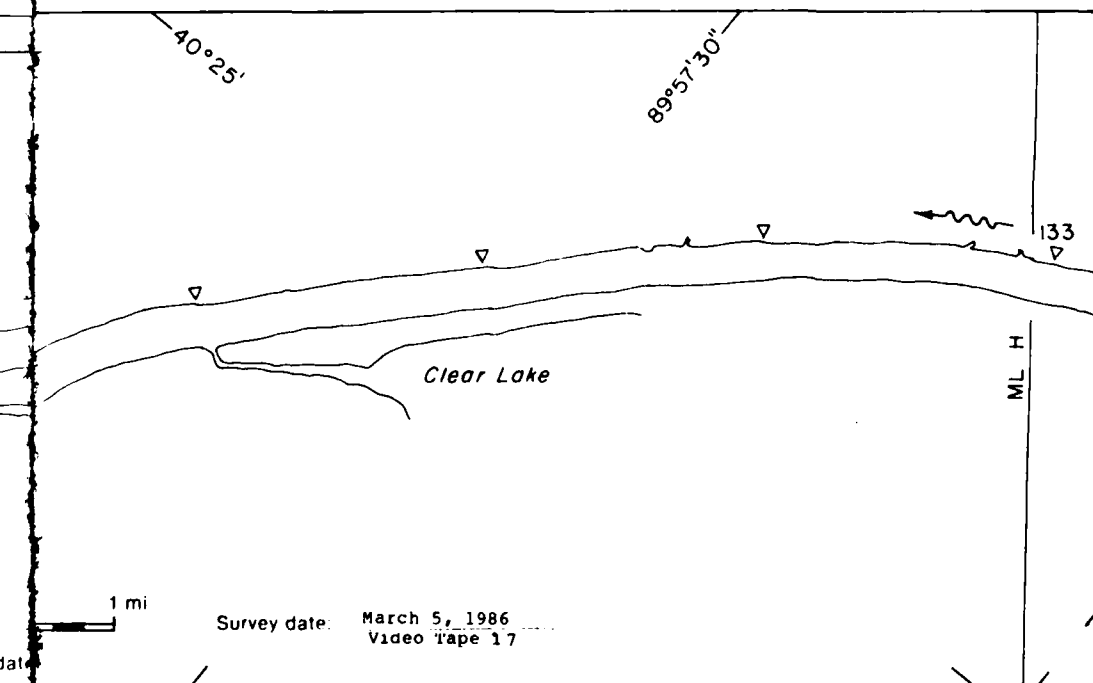 40°25'
89°57'30"
133
ML H
Clear Lake
1 mi
Survey date: March 5, 1986
Video Tape 17
dat